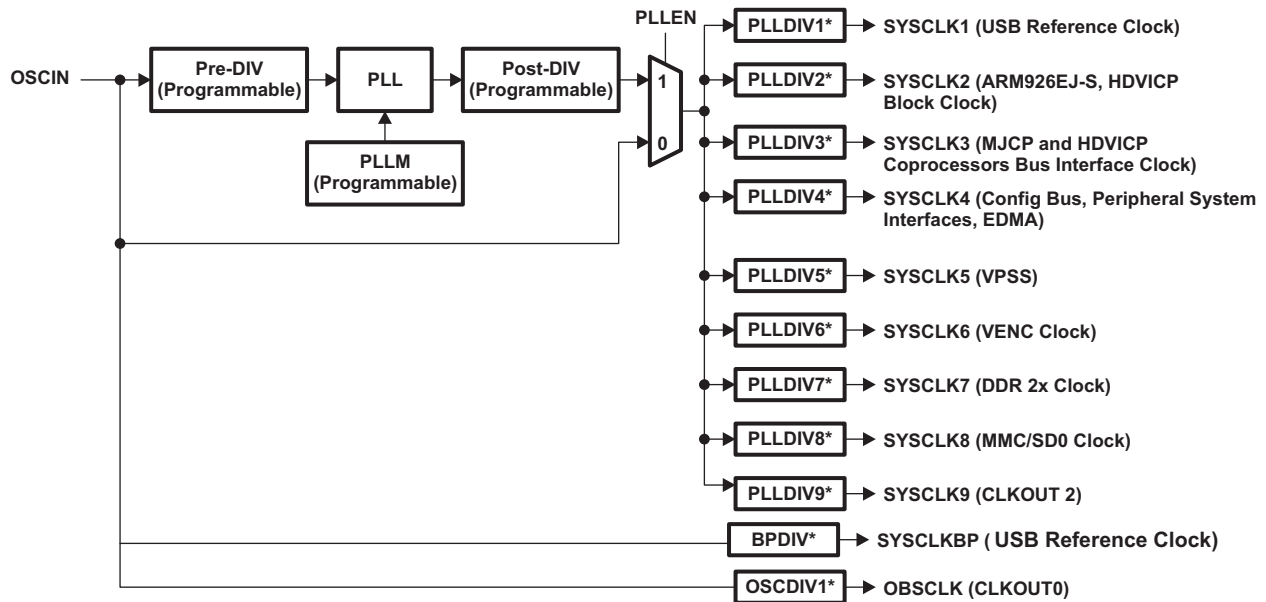 PLLEN
OSCIN
Pre-DIV
(Programmable)
PLL
Post-DIV
(Programmable)
PLLM
(Programmable)
1
0
PLLDIV1*
SYSCLK1 (USB Reference Clock)
PLLDIV2*
SYSCLK2 (ARM926EJ-S, HDVICP
Block Clock)
PLLDIV3*
SYSCLK3 (MJCP and HDVICP
Coprocessors Bus Interface Clock)
PLLDIV4*
SYSCLK4 (Config Bus, Peripheral System
Interfaces, EDMA)
PLLDIV5*
SYSCLK5 (VPSS)
PLLDIV6*
SYSCLK6 (VENC Clock)
PLLDIV7*
SYSCLK7 (DDR 2x Clock)
PLLDIV8*
SYSCLK8 (MMC/SD0 Clock)
PLLDIV9*
SYSCLK9 (CLKOUT 2)
BPDIV*
SYSCLKBP ( USB Reference Clock)
OSCDIV1*
OBSCLK (CLKOUT0)